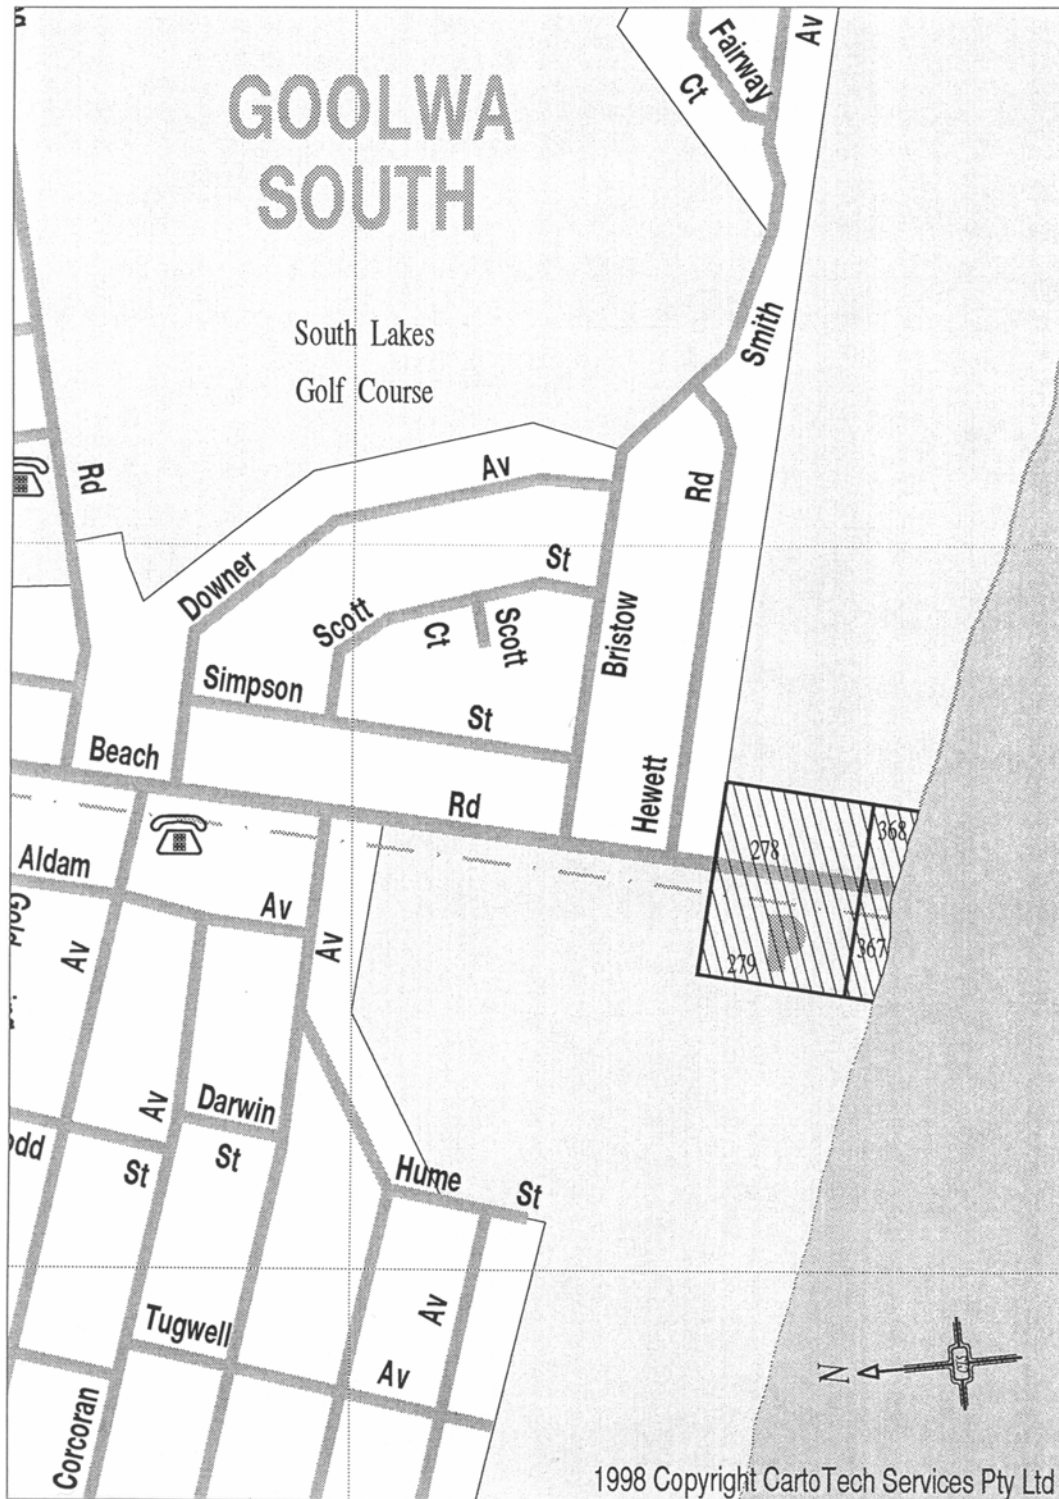 Fairway
Av
Ct
GOOLWA
SOUTH
South Lakes
Golf Course
Smith
Rd
Av
Rd
St
Downer
Scott
Ct
Scott
Bristow
Simpson
St
Beach
Rd
Hewett
278
368
279
367
Aldam
Av
Av
Av
Av
Darwin
St
St
Hume
St
Tugwell
Av
Av
Corcoran
N
1998 Copyright CartoTech Services Pty Ltd